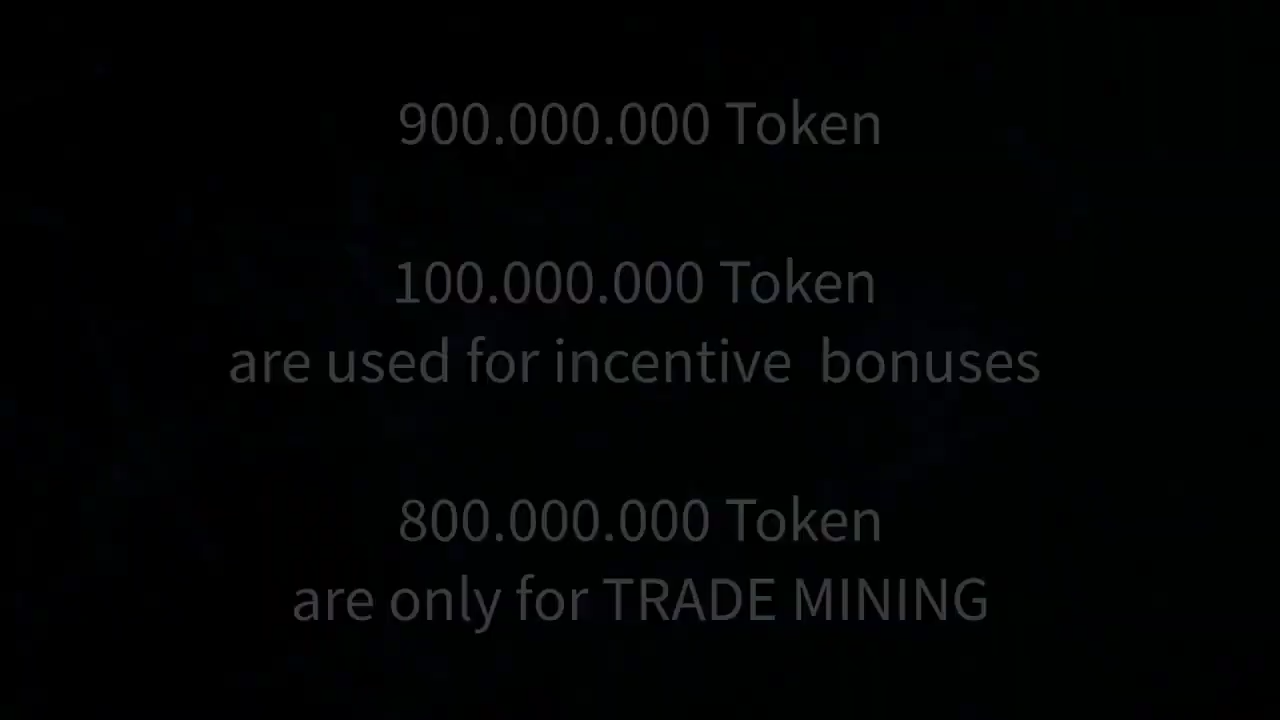 900.000.000 Token
100.000.000 Token
are used for incentive bonuses
800.000.000 Token
are only for TRADE MINING